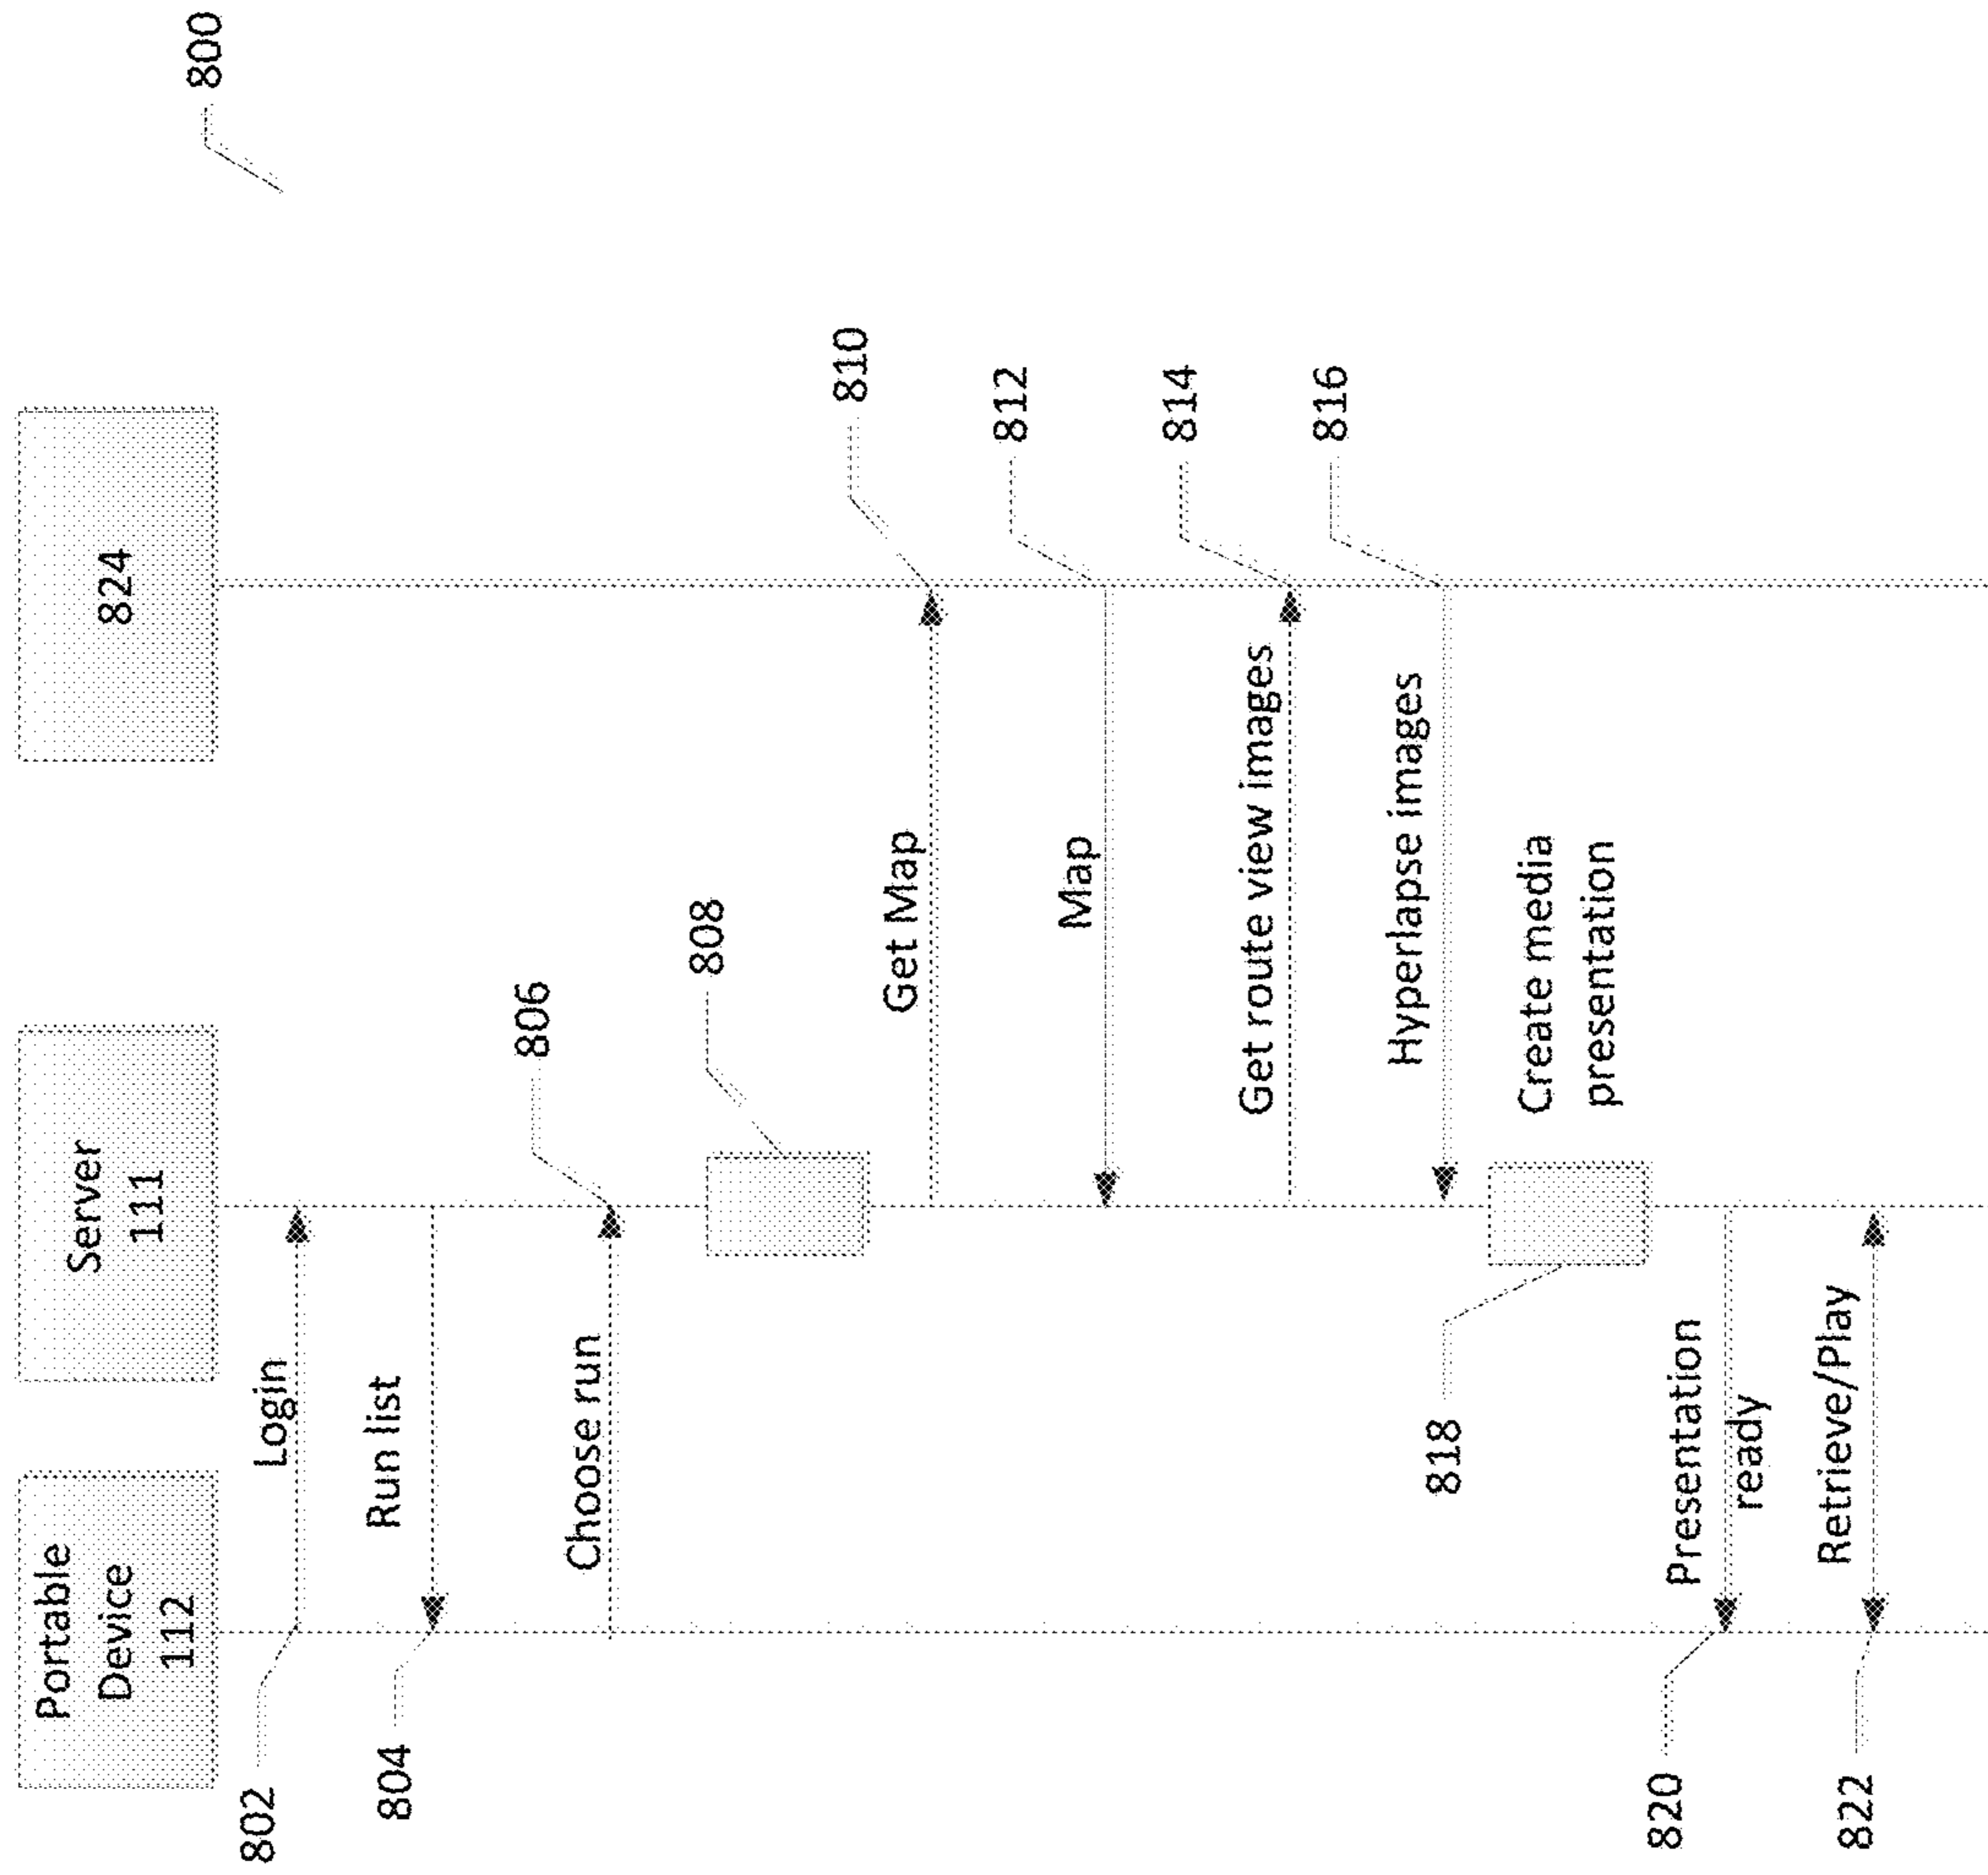 800
Portable
Device
112
Server
111
824
802
Login
804
Run list
806
Choose run
808
810
Get Map
812
Map
814
Get route view images
816
Hyperlapse images
818
Create media
presentation
820
Presentation
ready
822
Retrieve/Play